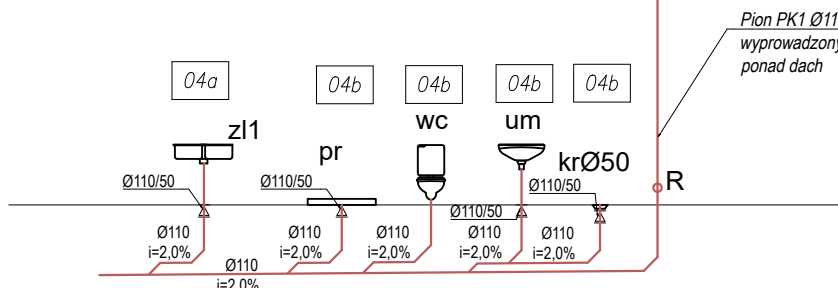 Pion PK1 Ø110
wyprowadzony
ponad dach
04a
04b
04b
04b
04b
zl1
pr
wc
um
krØ50
R
Ø110/50
Ø110/50
Ø110/50
Ø110/50
Ø110
i=2,0%
Ø110
i=2,0%
Ø110
i=2,0%
Ø110
i=2,0%
Ø110
i=2,0%
Ø110
i=2,0%